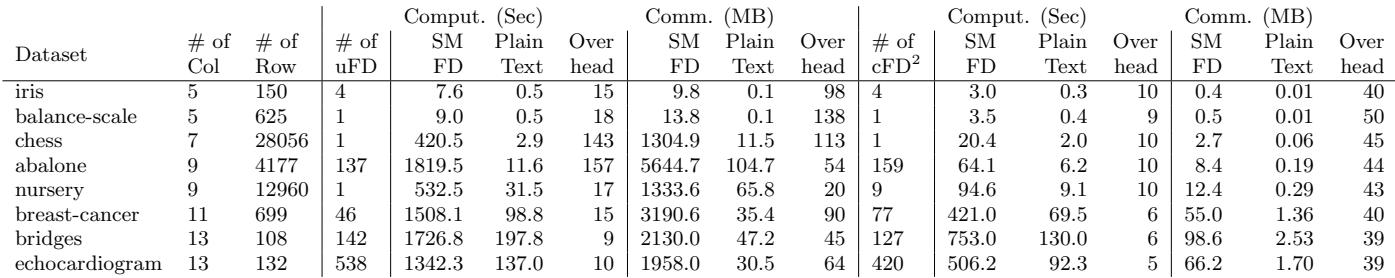 Comput. (Sec) Comm. (MB) Comput. (Sec) Comm. (MB)
Dataset # of # of # of SM Plain Over SM Plain Over # of SM Plain Over SM Plain Over
Col Row uFD FD Text head FD Text head cFD² FD Text head FD Text head
iris 5 150 4 7.6 0.5 15 9.8 0.1 98 4 3.0 0.3 10 0.4 0.01 40
balance-scale 5 625 1 9.0 0.5 18 13.8 0.1 138 1 3.5 0.4 9 0.5 0.01 50
chess 7 28056 1 420.5 2.9 143 1304.9 11.5 113 1 20.4 2.0 10 2.7 0.06 45
abalone 9 4177 137 1819.5 11.6 157 5644.7 104.7 54 159 64.1 6.2 10 8.4 0.19 44
nursery 9 12960 1 532.5 31.5 17 1333.6 65.8 20 9 94.6 9.1 10 12.4 0.29 43
breast-cancer 11 699 46 1508.1 98.8 15 3190.6 35.4 90 77 421.0 69.5 6 55.0 1.36 40
bridges 13 108 142 1726.8 197.8 9 2130.0 47.2 45 127 753.0 130.0 6 98.6 2.53 39
echocardiogram 13 132 538 1342.3 137.0 10 1958.0 30.5 64 420 506.2 92.3 5 66.2 1.70 39